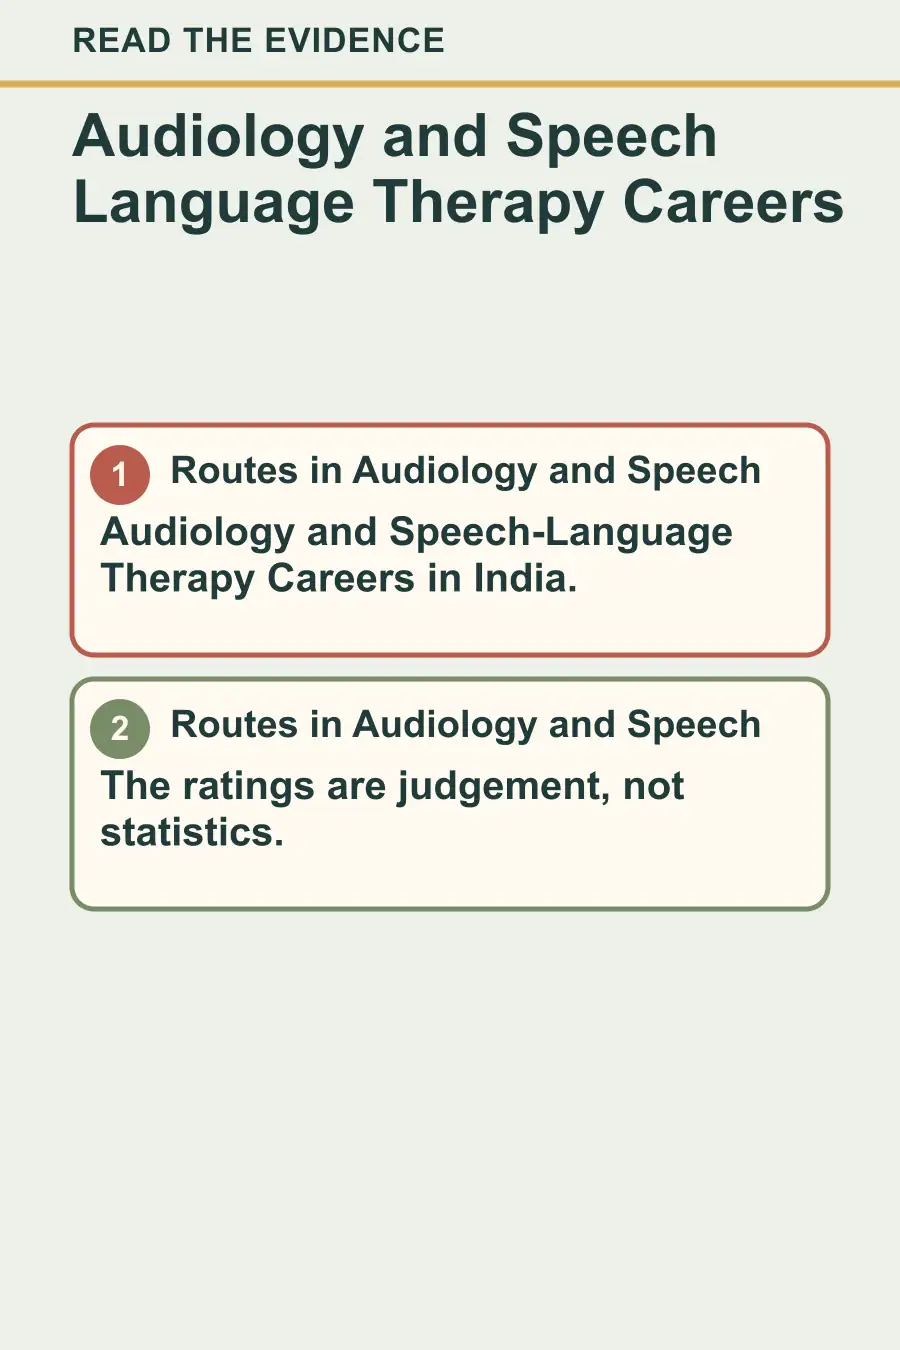 READ THE EVIDENCE
Audiology and Speech
Language Therapy Careers
1 Routes in Audiology and Speech
Audiology and Speech-Language
Therapy Careers in India.
2 Routes in Audiology and Speech
The ratings are judgement, not
statistics.